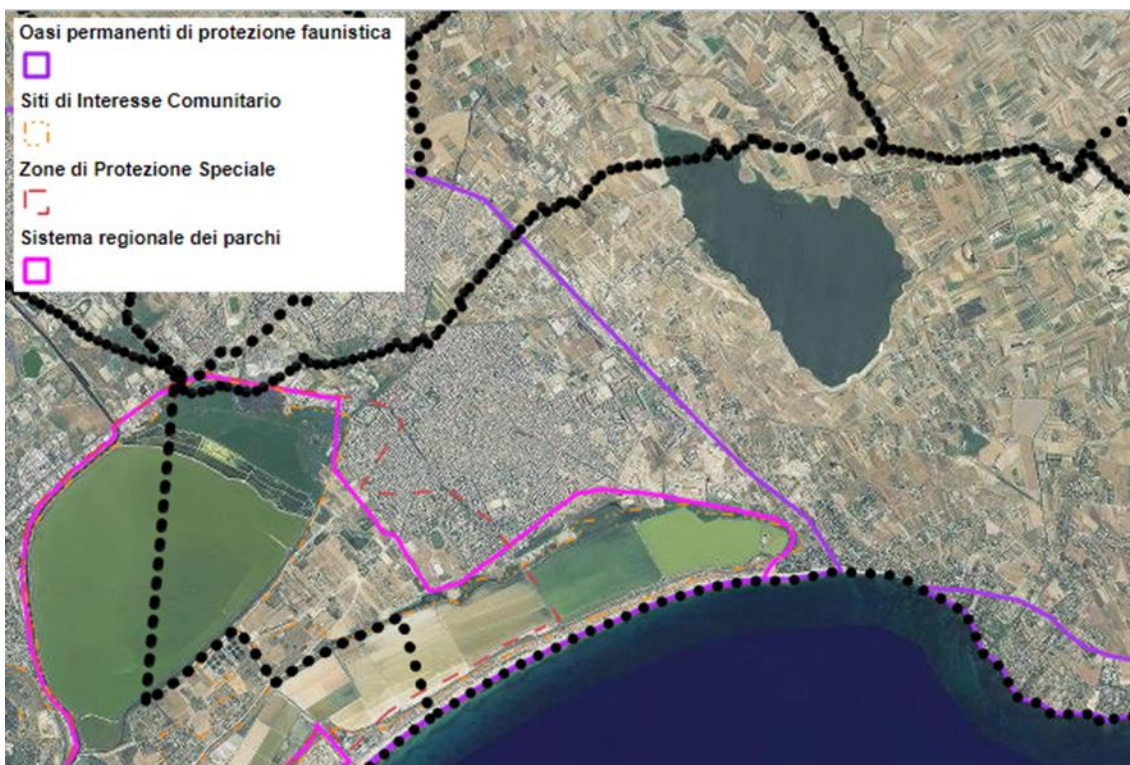 Oasi permanenti di protezione faunistica
Siti di Interesse Comunitario
Zone di Protezione Speciale
Sistema regionale dei parchi